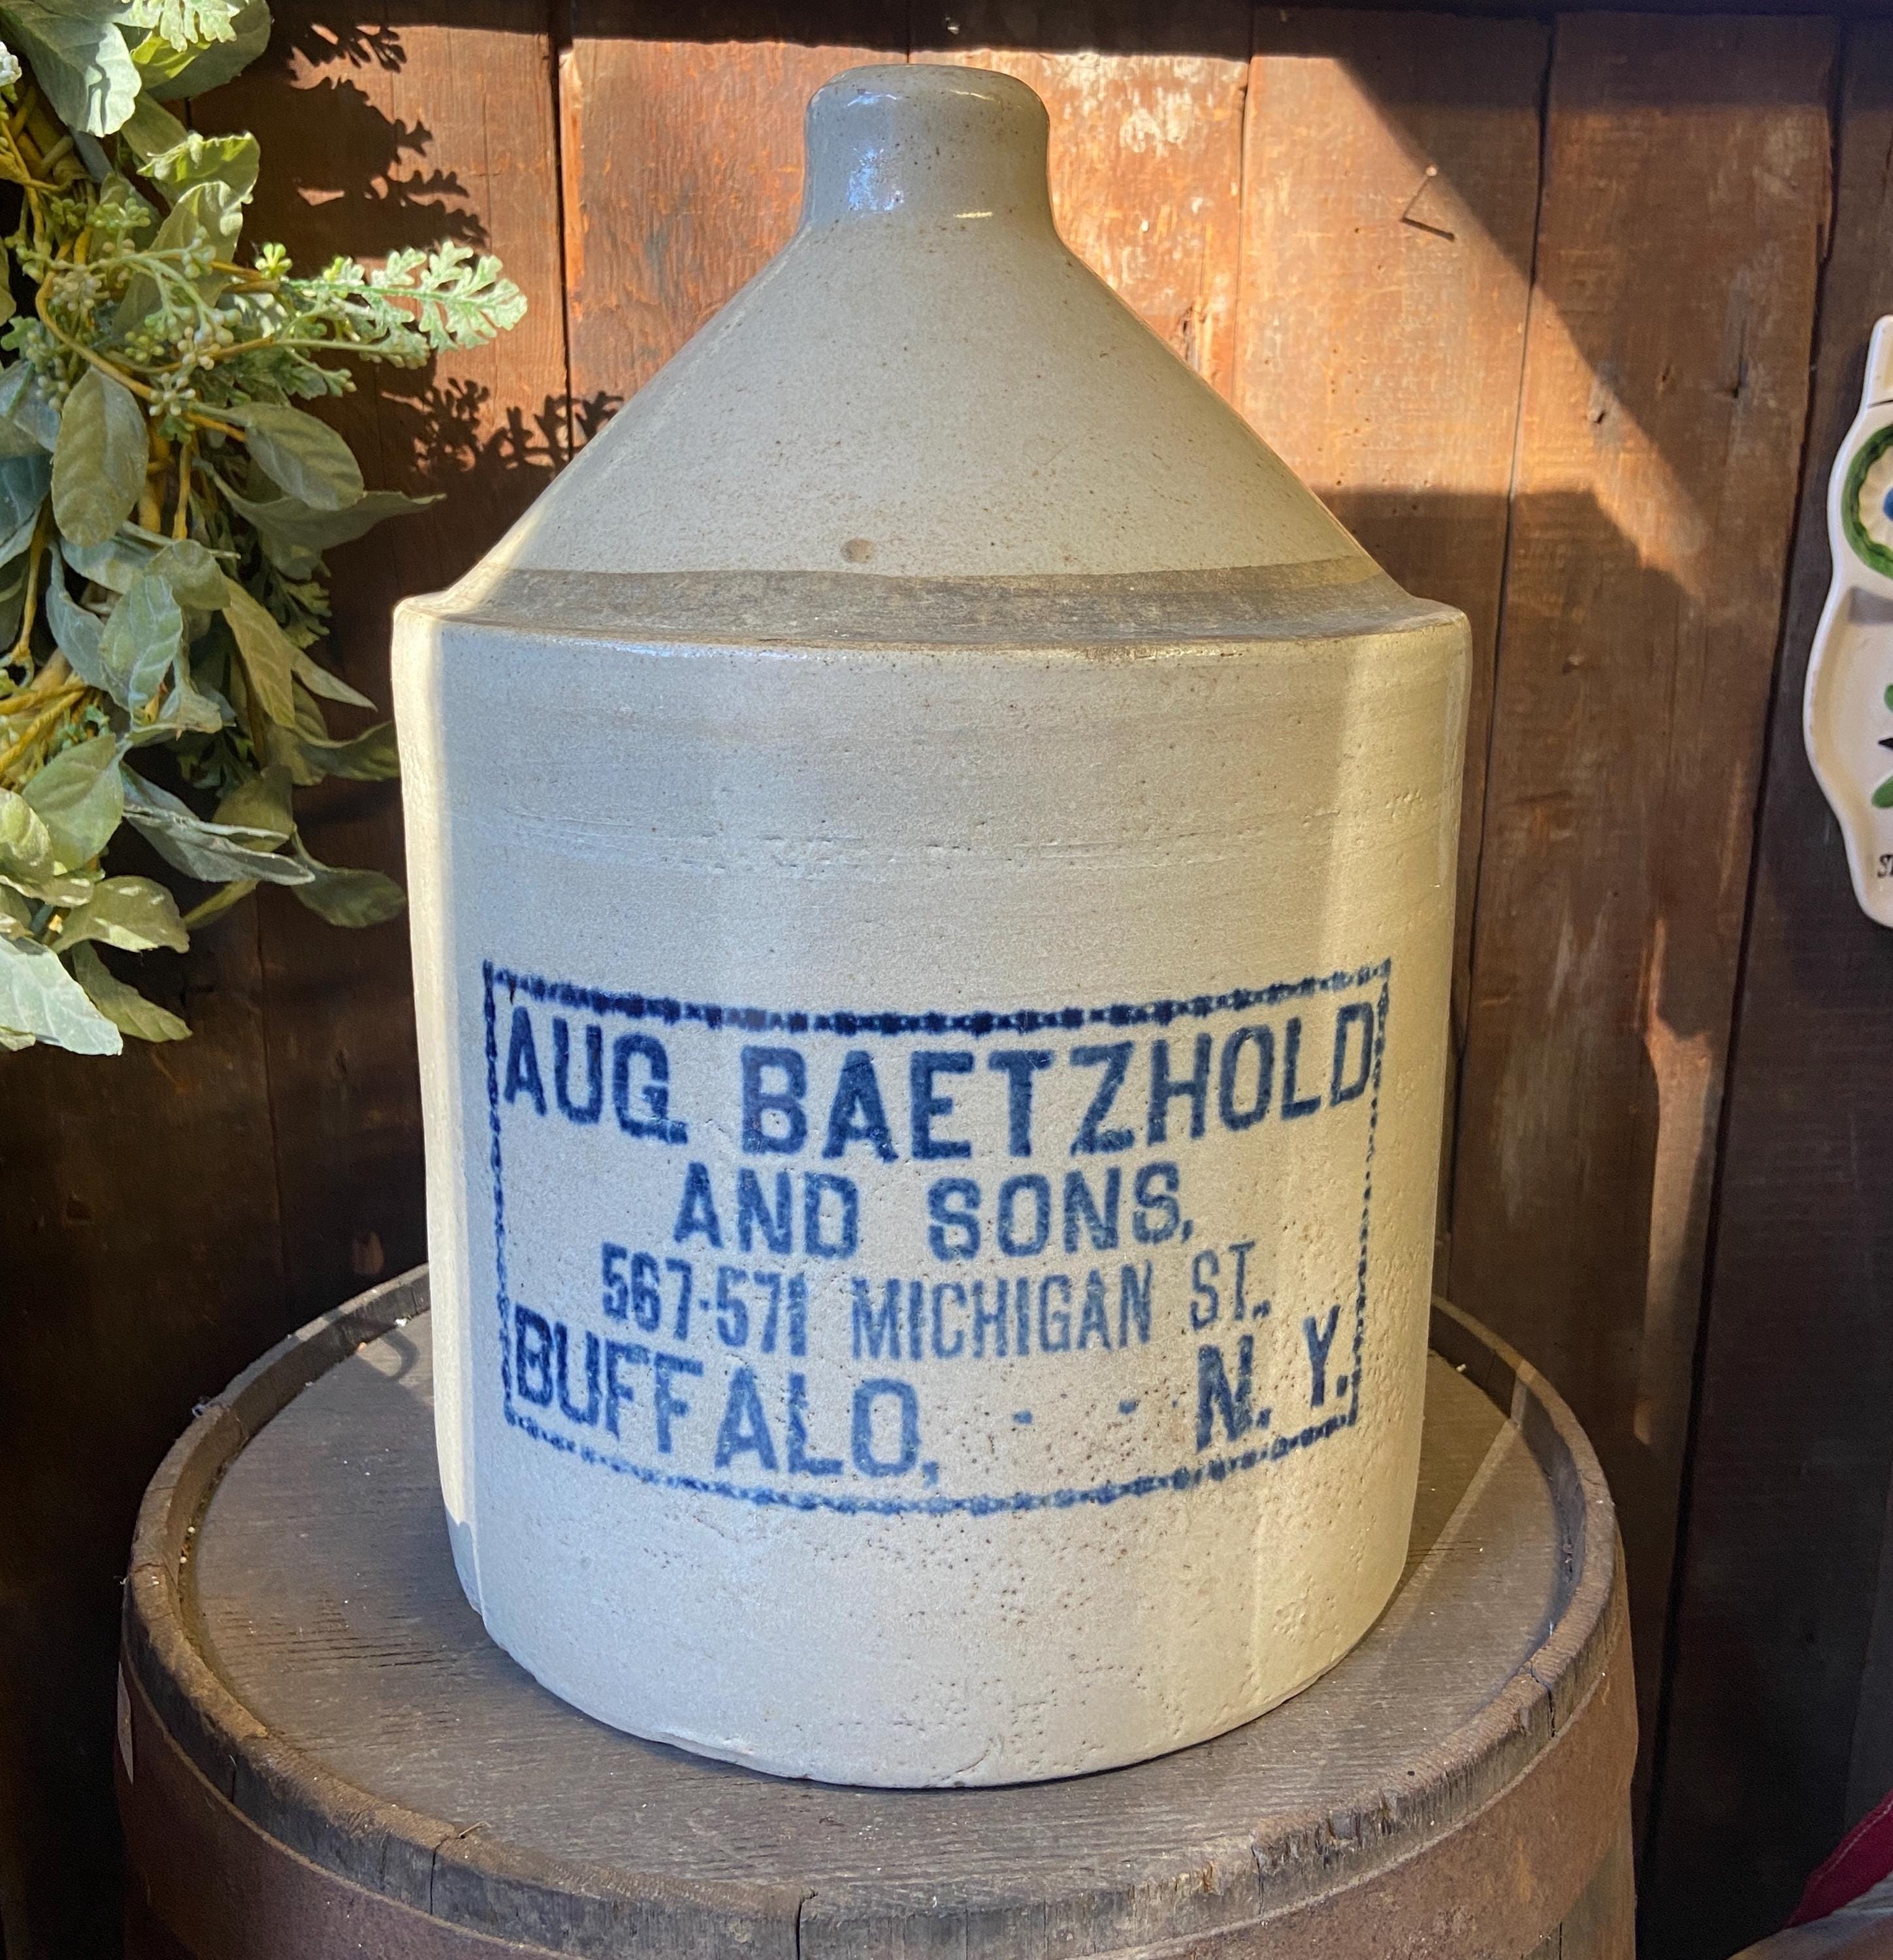 AUG. BAETZHOLD
AND SONS,
567-571 MICHIGAN ST.,
BUFFALO, - - N. Y.